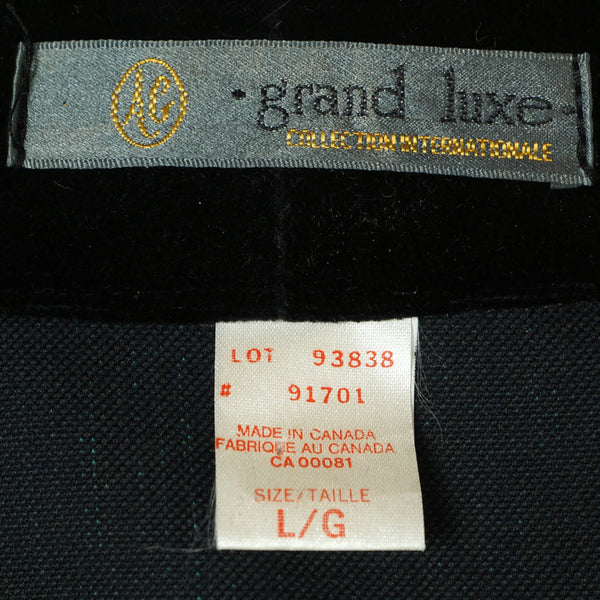 AC
·grand luxe·
COLLECTION INTERNATIONALE
LOT 93838
# 91701
MADE IN CANADA
FABRIQUE AU CANADA
CA 00081
SIZE/TAILLE
L/G